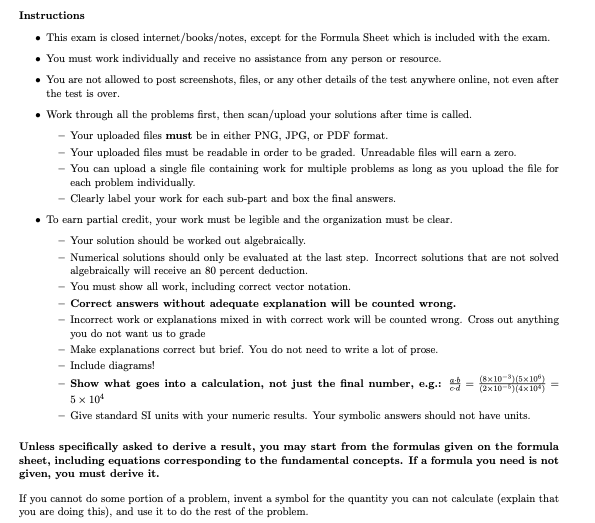 Instructions
• This exam is closed internet/books/notes, except for the Formula Sheet which is included with the exam.
• You must work individually and receive no assistance from any person or resource.
• You are not allowed to post screenshots, files, or any other details of the test anywhere online, not even after
the test is over.
• Work through all the problems first, then scan/upload your solutions after time is called.
– Your uploaded files must be in either PNG, JPG, or PDF format.
– Your uploaded files must be readable in order to be graded. Unreadable files will earn a zero.
– You can upload a single file containing work for multiple problems as long as you upload the file for
each problem individually.
– Clearly label your work for each sub-part and box the final answers.
• To earn partial credit, your work must be legible and the organization must be clear.
– Your solution should be worked out algebraically.
– Numerical solutions should only be evaluated at the last step. Incorrect solutions that are not solved
algebraically will receive an 80 percent deduction.
– You must show all work, including correct vector notation.
– Correct answers without adequate explanation will be counted wrong.
– Incorrect work or explanations mixed in with correct work will be counted wrong. Cross out anything
you do not want us to grade
– Make explanations correct but brief. You do not need to write a lot of prose.
– Include diagrams!
– Show what goes into a calculation, not just the final number, e.g.: a·b/c·d = (8×10⁻³)(5×10⁶)/(2×10⁻⁵)(4×10⁴) =
5 × 10⁴
– Give standard SI units with your numeric results. Your symbolic answers should not have units.
Unless specifically asked to derive a result, you may start from the formulas given on the formula
sheet, including equations corresponding to the fundamental concepts. If a formula you need is not
given, you must derive it.
If you cannot do some portion of a problem, invent a symbol for the quantity you can not calculate (explain that
you are doing this), and use it to do the rest of the problem.